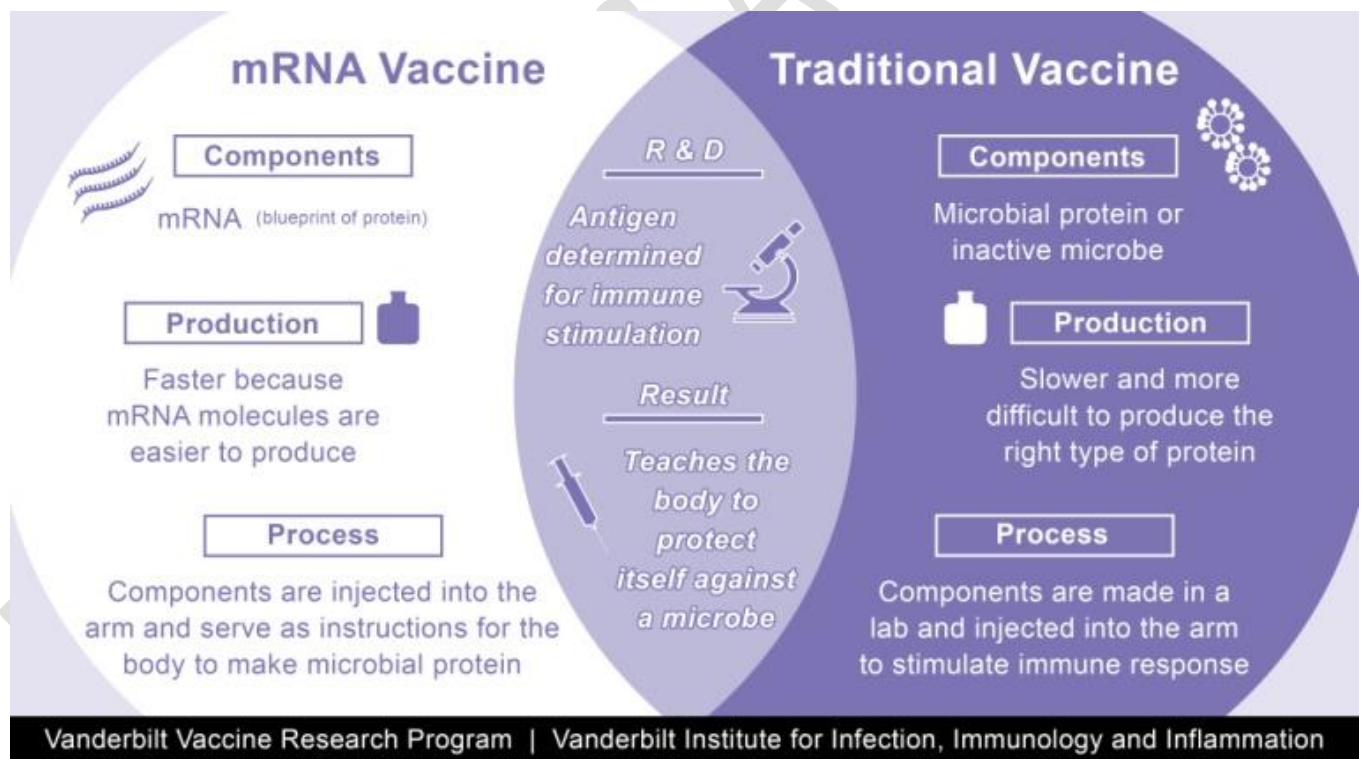 mRNA Vaccine
Components
mRNA (blueprint of protein)
Production
Faster because
mRNA molecules are
easier to produce
Process
Components are injected into the
arm and serve as instructions for the
body to make microbial protein
R & D
Antigen
determined
for immune
stimulation
Result
Teaches the
body to
protect
itself against
a microbe
Traditional Vaccine
Components
Microbial protein or
inactive microbe
Production
Slower and more
difficult to produce the
right type of protein
Process
Components are made in a
lab and injected into the arm
to stimulate immune response
Vanderbilt Vaccine Research Program | Vanderbilt Institute for Infection, Immunology and Inflammation